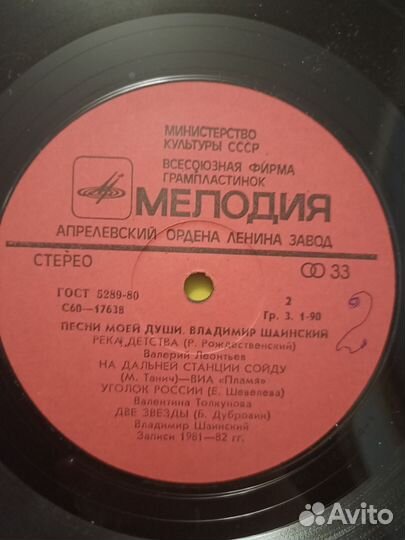 МИНИСТЕРСТВО
КУЛЬТУРЫ СССР
ВСЕСОЮЗНАЯ ФИРМА
ГРАМПЛАСТИНОК
МЕЛОДИЯ
АПРЕЛЕВСКИЙ ОРДЕНА ЛЕНИНА ЗАВОД
СТЕРЕО 33
ГОСТ 5289-80 2
С60—17638 Гр. 3. 1-90
ПЕСНИ МОЕЙ ДУШИ. ВЛАДИМИР ШАИНСКИЙ
РЕКА ДЕТСТВА (Р. Рождественский)
Валерий Леонтьев
НА ДАЛЬНЕЙ СТАНЦИИ СОЙДУ
(М. Танич)—ВИА «Пламя»
УГОЛОК РОССИИ (Е. Шевелева)
Валентина Толкунова
ДВЕ ЗВЕЗДЫ (Б. Дубровин)
Владимир Шаинский
Записи 1981—82 гг.
Avito